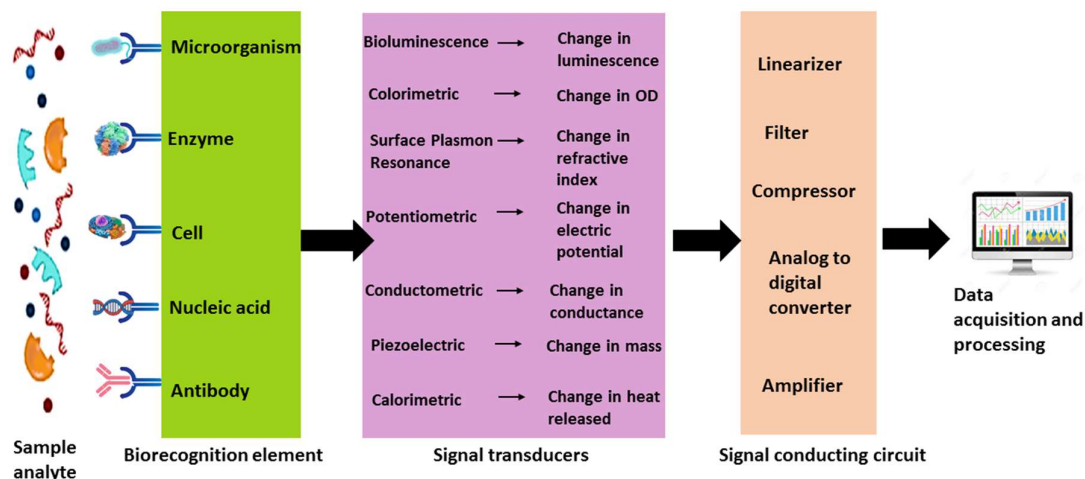 Microorganism
Enzyme
Cell
Nucleic acid
Antibody
Bioluminescence
Change in
luminescence
Colorimetric
Change in OD
Surface Plasmon
Resonance
Change in
refractive
index
Potentiometric
Change in
electric
potential
Conductometric
Change in
conductance
Piezoelectric
Change in mass
Calorimetric
Change in heat
released
Linearizer
Filter
Compressor
Analog to
digital
converter
Amplifier
Data
acquisition and
processing
Sample
analyte
Biorecognition element
Signal transducers
Signal conducting circuit